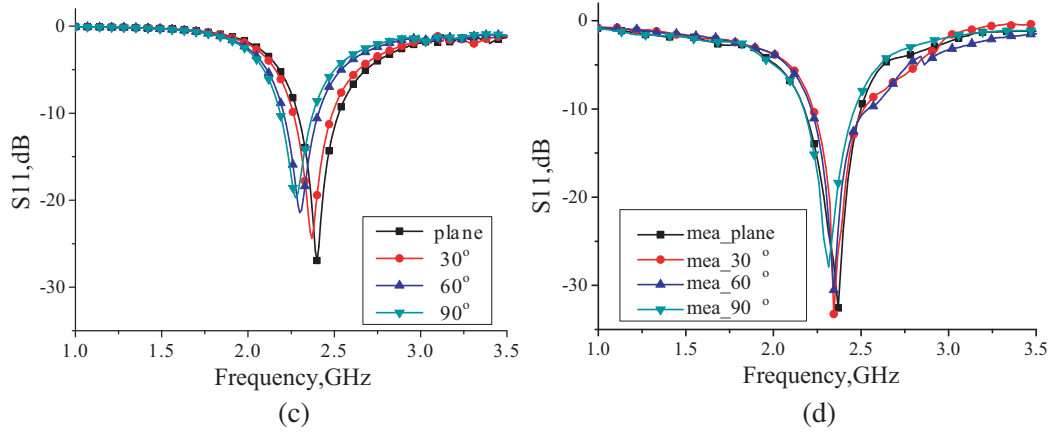 0
-10
-20
-30
S11,dB
plane
30°
60°
90°
1.0 1.5 2.0 2.5 3.0 3.5
Frequency,GHz
(c)
0
-10
-20
-30
S11,dB
mea_plane
mea_30 °
mea_60 °
mea_90 °
1.0 1.5 2.0 2.5 3.0 3.5
Frequency,GHz
(d)